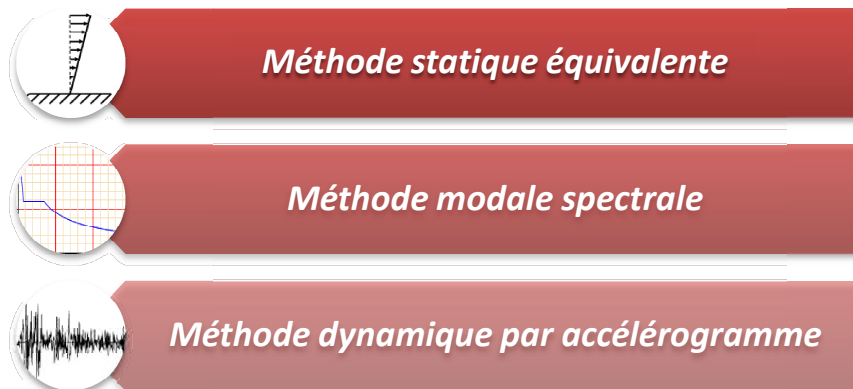 Méthode statique équivalente
Méthode modale spectrale
Méthode dynamique par accélérogramme